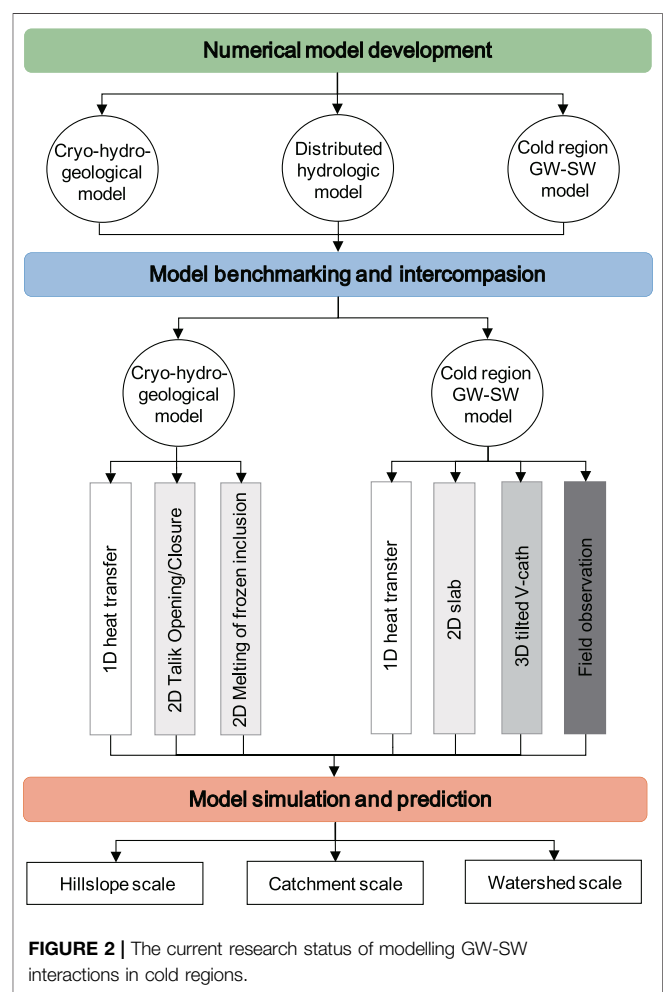 Numerical model development
Cryo-hydro-
geological
model
Distributed
hydrologic
model
Cold region
GW-SW
model
Model benchmarking and intercompasion
Cryo-hydro-
geological
model
Cold region
GW-SW
model
1D heat transfer
2D Talik Opening/Closure
2D Melting of frozen inclusion
1D heat transter
2D slab
3D tilted V-cath
Field observation
Model simulation and prediction
Hillslope scale
Catchment scale
Watershed scale
FIGURE 2 | The current research status of modelling GW-SW
interactions in cold regions.